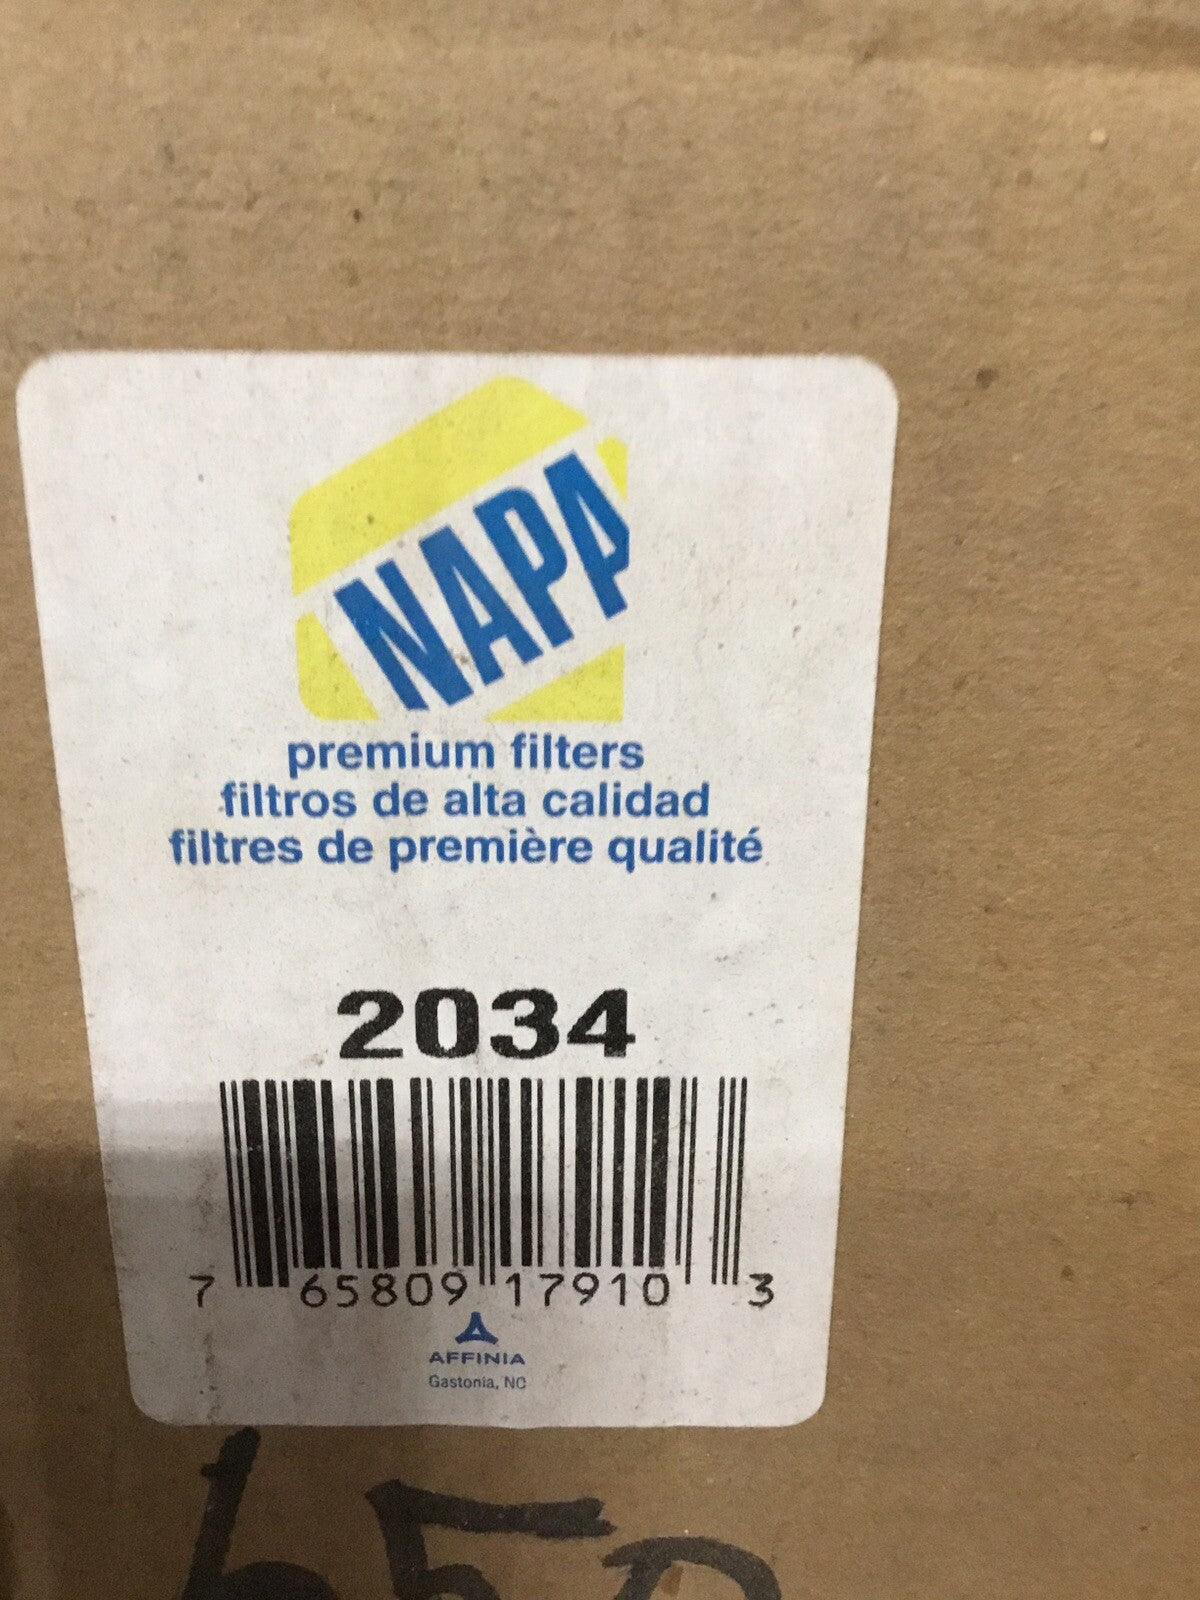 NAPA
premium filters
filtros de alta calidad
filtres de première qualité
2034
7 65809 17910 3
AFFINIA
Gastonia, NC